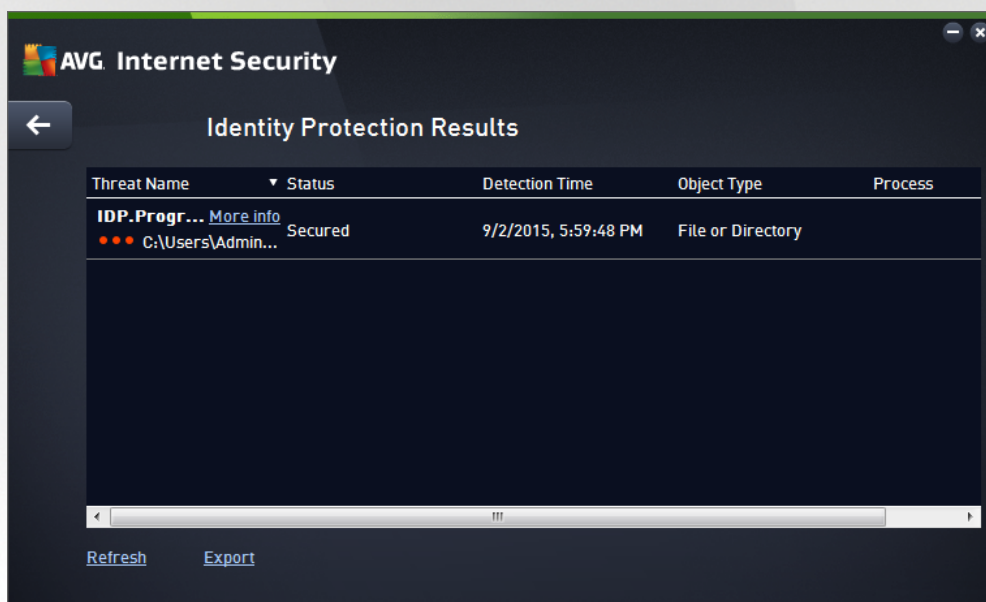 AVG Internet Security
Identity Protection Results
Threat Name Status Detection Time Object Type Process
IDP.Progr... More info
Secured 9/2/2015, 5:59:48 PM File or Directory
C:\Users\Admin...
Refresh Export